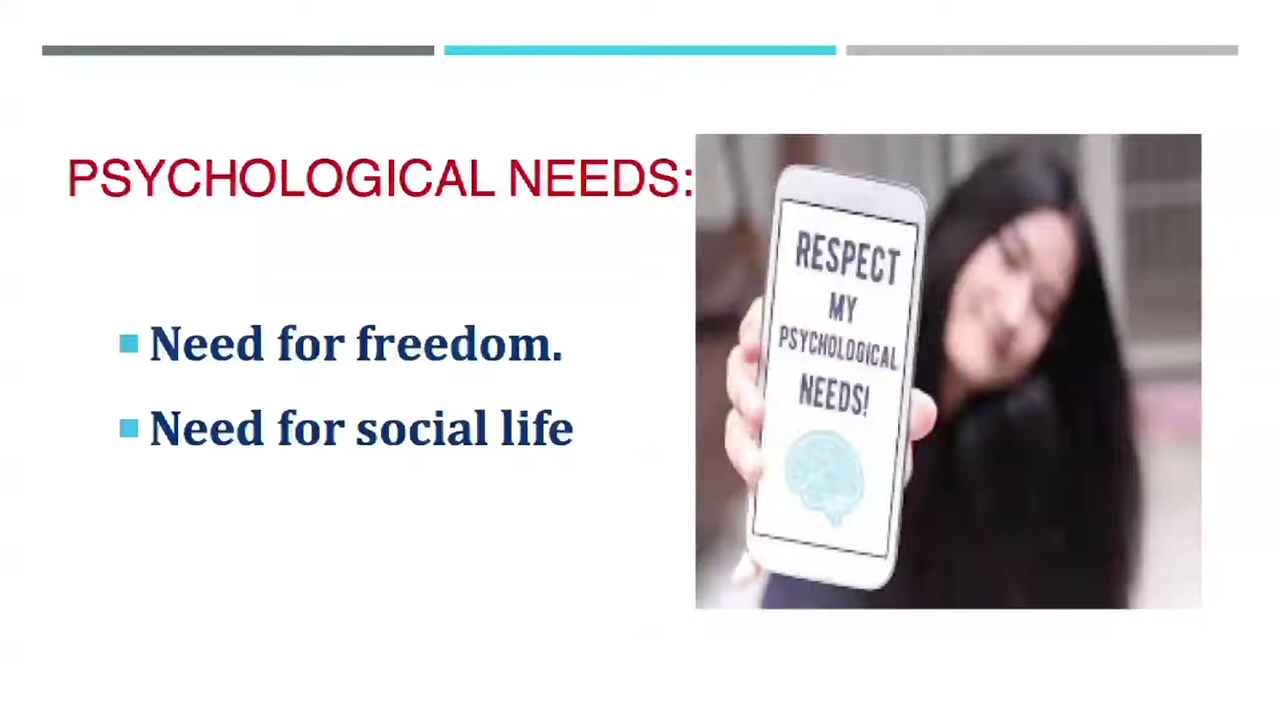 PSYCHOLOGICAL NEEDS:
Need for freedom.
Need for social life
RESPECT
MY
PSYCHOLOGICAL
NEEDS!